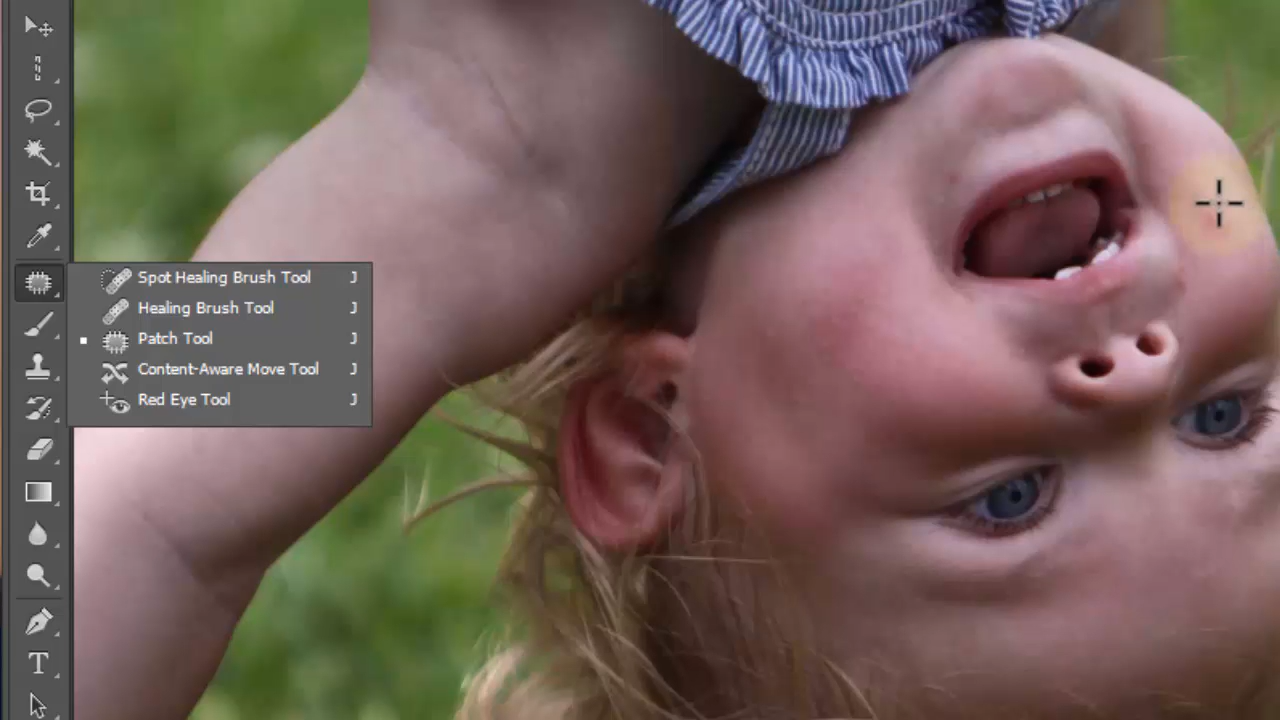 Spot Healing Brush Tool J
Healing Brush Tool J
Patch Tool J
Content-Aware Move Tool J
Red Eye Tool J
T